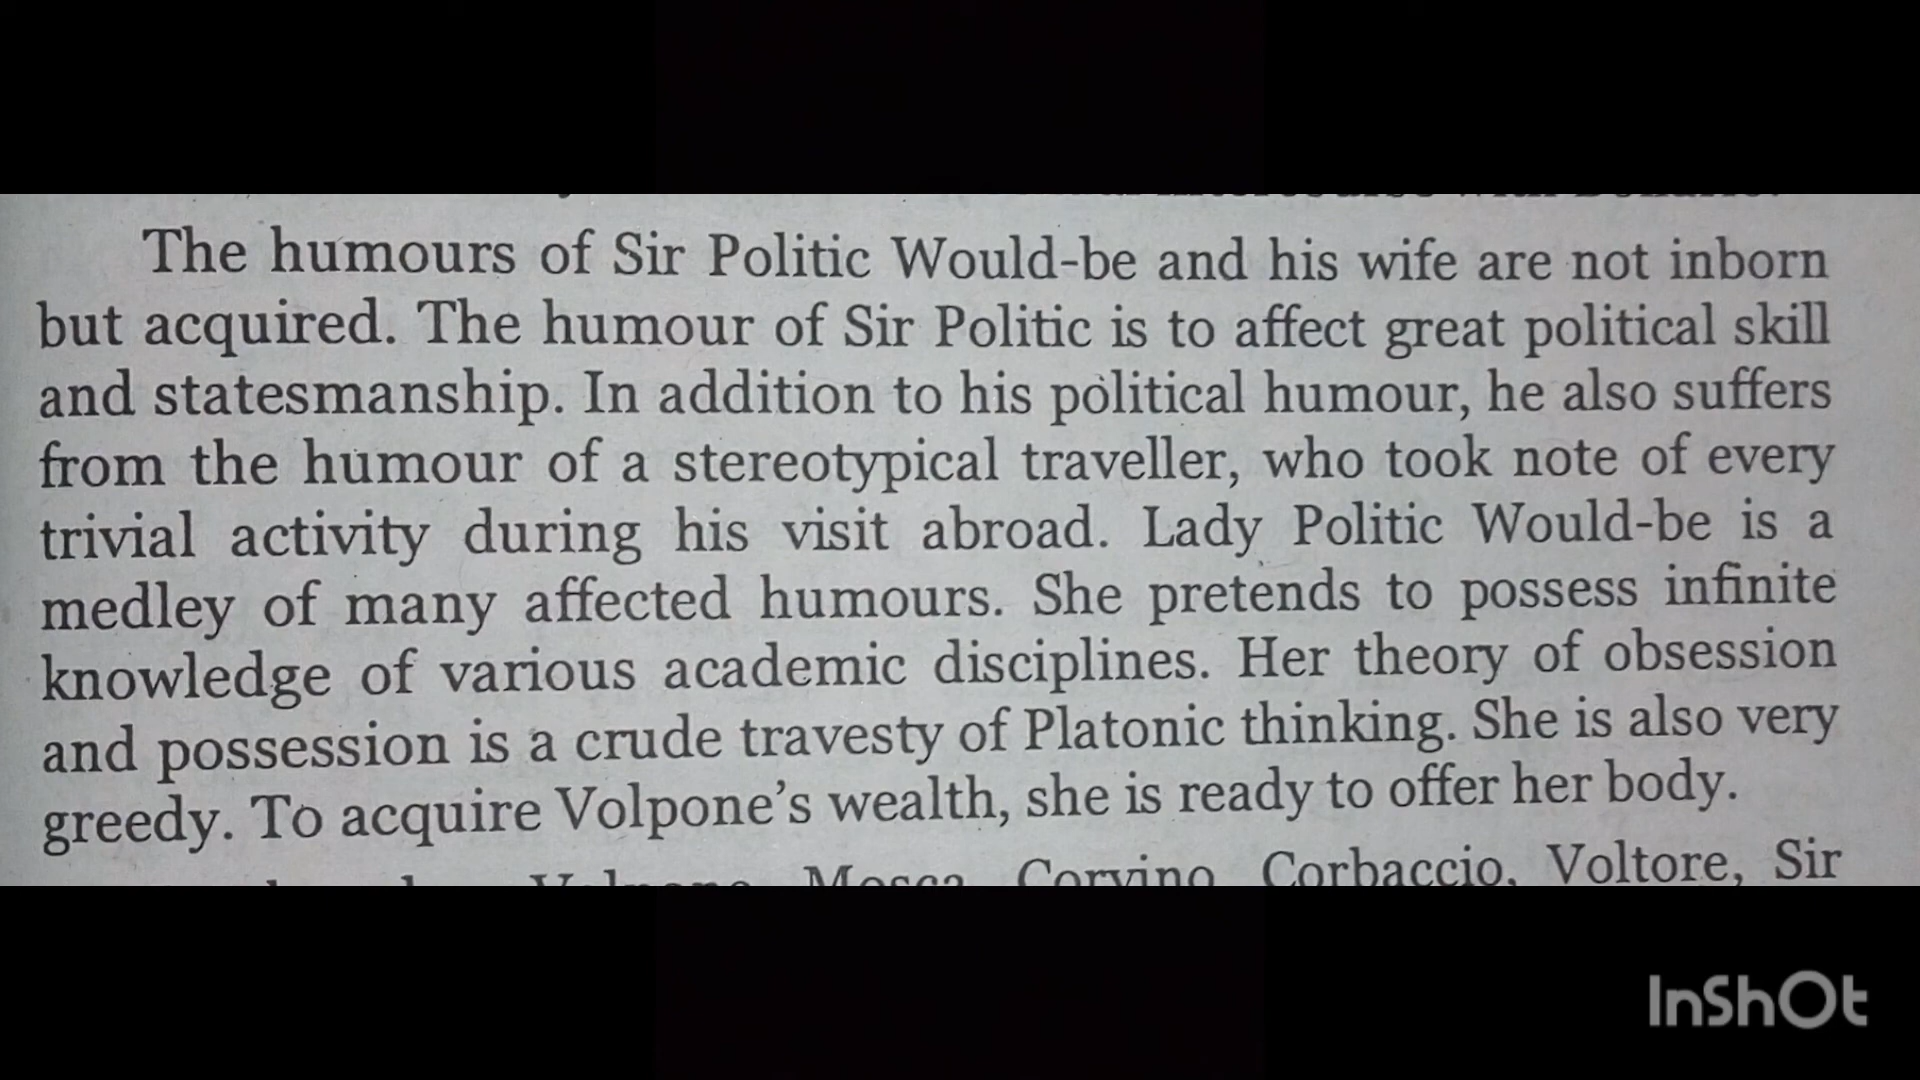 The humours of Sir Politic Would-be and his wife are not inborn
but acquired. The humour of Sir Politic is to affect great political skill
and statesmanship. In addition to his political humour, he also suffers
from the humour of a stereotypical traveller, who took note of every
trivial activity during his visit abroad. Lady Politic Would-be is a
medley of many affected humours. She pretends to possess infinite
knowledge of various academic disciplines. Her theory of obsession
and possession is a crude travesty of Platonic thinking. She is also very
greedy. To acquire Volpone's wealth, she is ready to offer her body.
Mosca, Corvino, Corbaccio, Voltore, Sir
InShOt